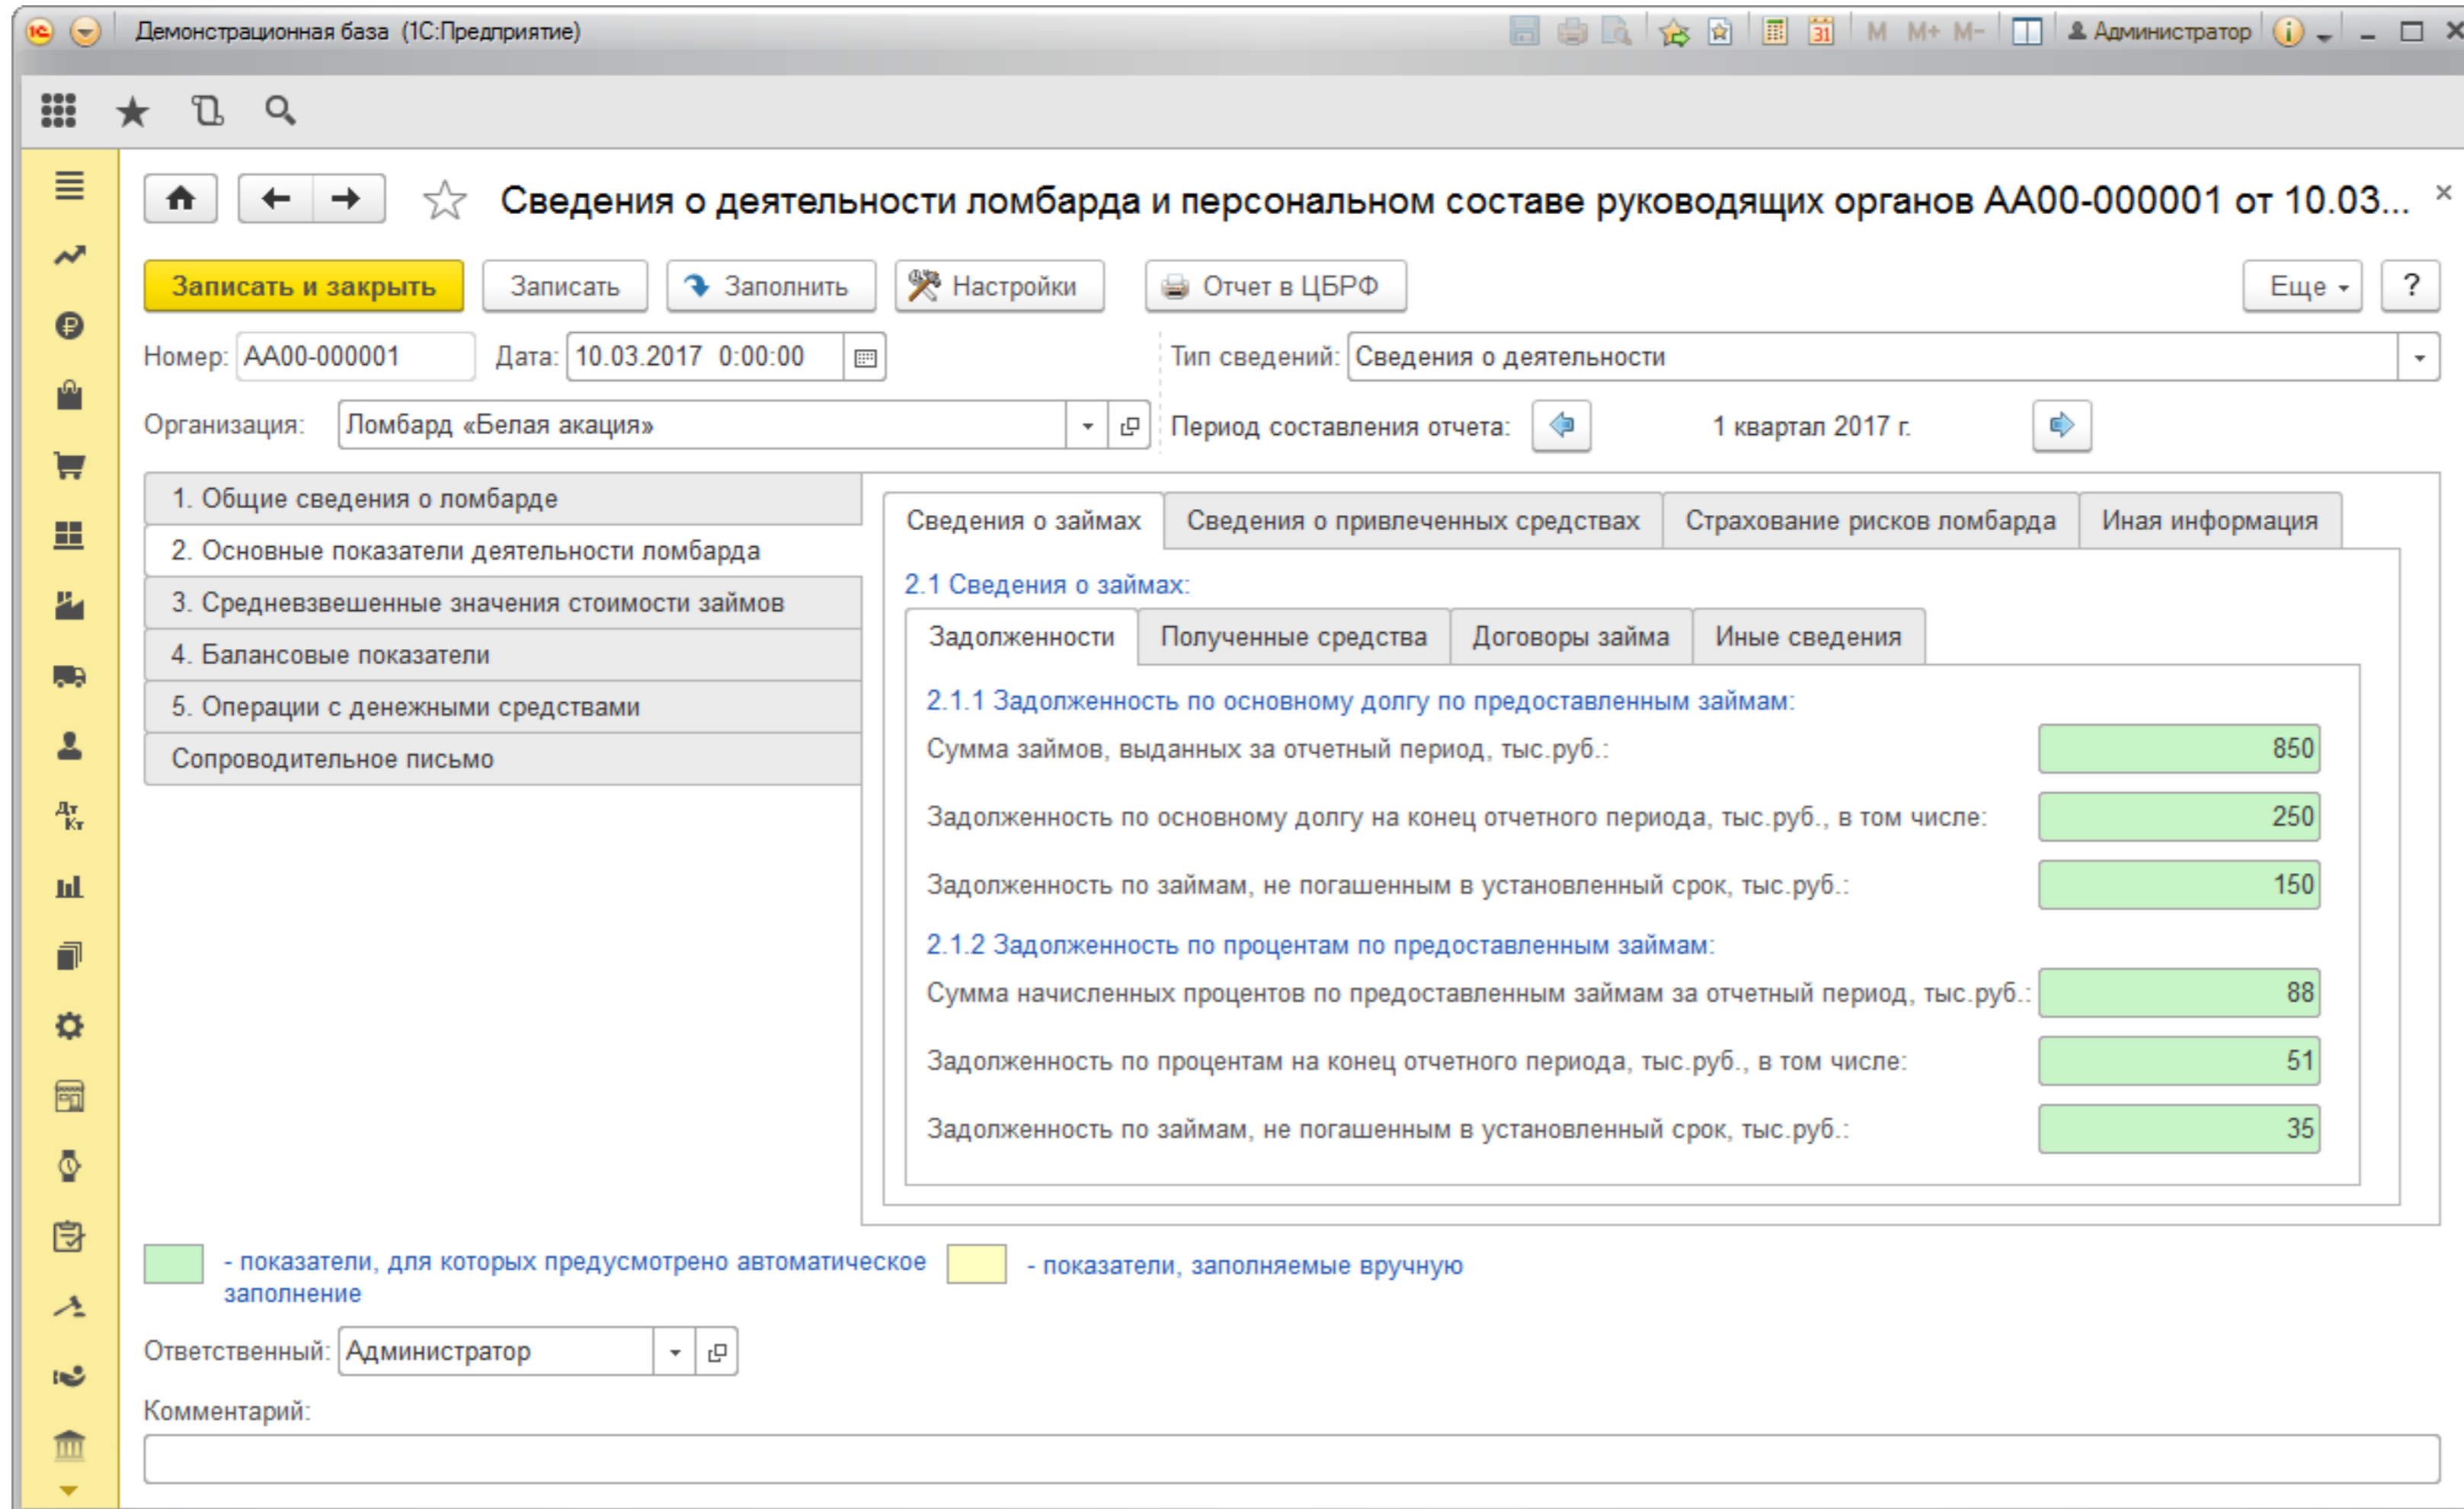 Демонстрационная база (1С:Предприятие)
M M+ M- Администратор
Сведения о деятельности ломбарда и персональном составе руководящих органов АА00-000001 от 10.03...
Записать и закрыть Записать Заполнить Настройки Отчет в ЦБРФ Еще ?
Номер: АА00-000001 Дата: 10.03.2017 0:00:00 Тип сведений: Сведения о деятельности
Организация: Ломбард «Белая акация» Период составления отчета: 1 квартал 2017 г.
1. Общие сведения о ломбарде
2. Основные показатели деятельности ломбарда
3. Средневзвешенные значения стоимости займов
4. Балансовые показатели
5. Операции с денежными средствами
Сопроводительное письмо
Сведения о займах Сведения о привлеченных средствах Страхование рисков ломбарда Иная информация
2.1 Сведения о займах:
Задолженности Полученные средства Договоры займа Иные сведения
2.1.1 Задолженность по основному долгу по предоставленным займам:
Сумма займов, выданных за отчетный период, тыс.руб.: 850
Задолженность по основному долгу на конец отчетного периода, тыс.руб., в том числе: 250
Задолженность по займам, не погашенным в установленный срок, тыс.руб.: 150
2.1.2 Задолженность по процентам по предоставленным займам:
Сумма начисленных процентов по предоставленным займам за отчетный период, тыс.руб.: 88
Задолженность по процентам на конец отчетного периода, тыс.руб., в том числе: 51
Задолженность по займам, не погашенным в установленный срок, тыс.руб.: 35
- показатели, для которых предусмотрено автоматическое
заполнение
- показатели, заполняемые вручную
Ответственный: Администратор
Комментарий:
Дт
Кт
1С
31